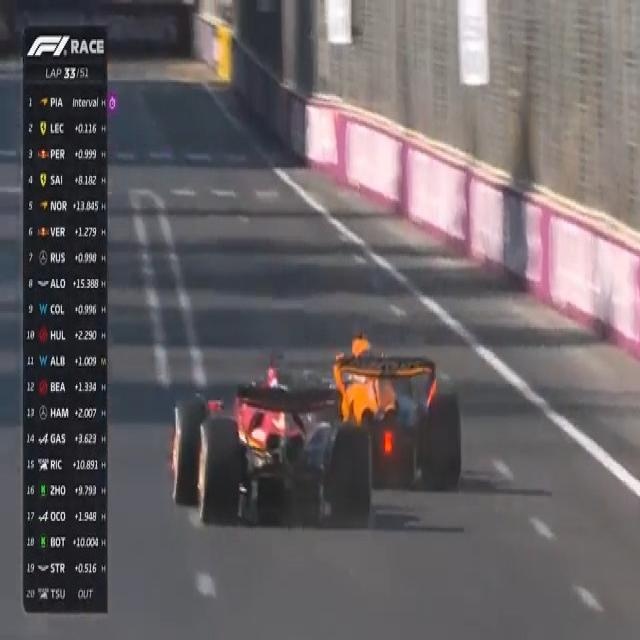 F1 RACE
LAP 33/51
1 PIA Interval H
2 LEC +0.116 H
3 PER +0.999 H
4 SAI +8.182 H
5 NOR +13.845 H
6 VER +1.279 H
7 RUS +0.998 H
8 ALO +15.388 H
9 COL +0.996 H
10 HUL +2.290 H
11 ALB +1.009 M
12 BEA +1.334 H
13 HAM +2.007 H
14 GAS +3.623 H
15 RIC +10.891 H
16 ZHO +9.793 H
17 OCO +1.948 H
18 BOT +10.004 H
19 STR +0.516 H
20 TSU OUT